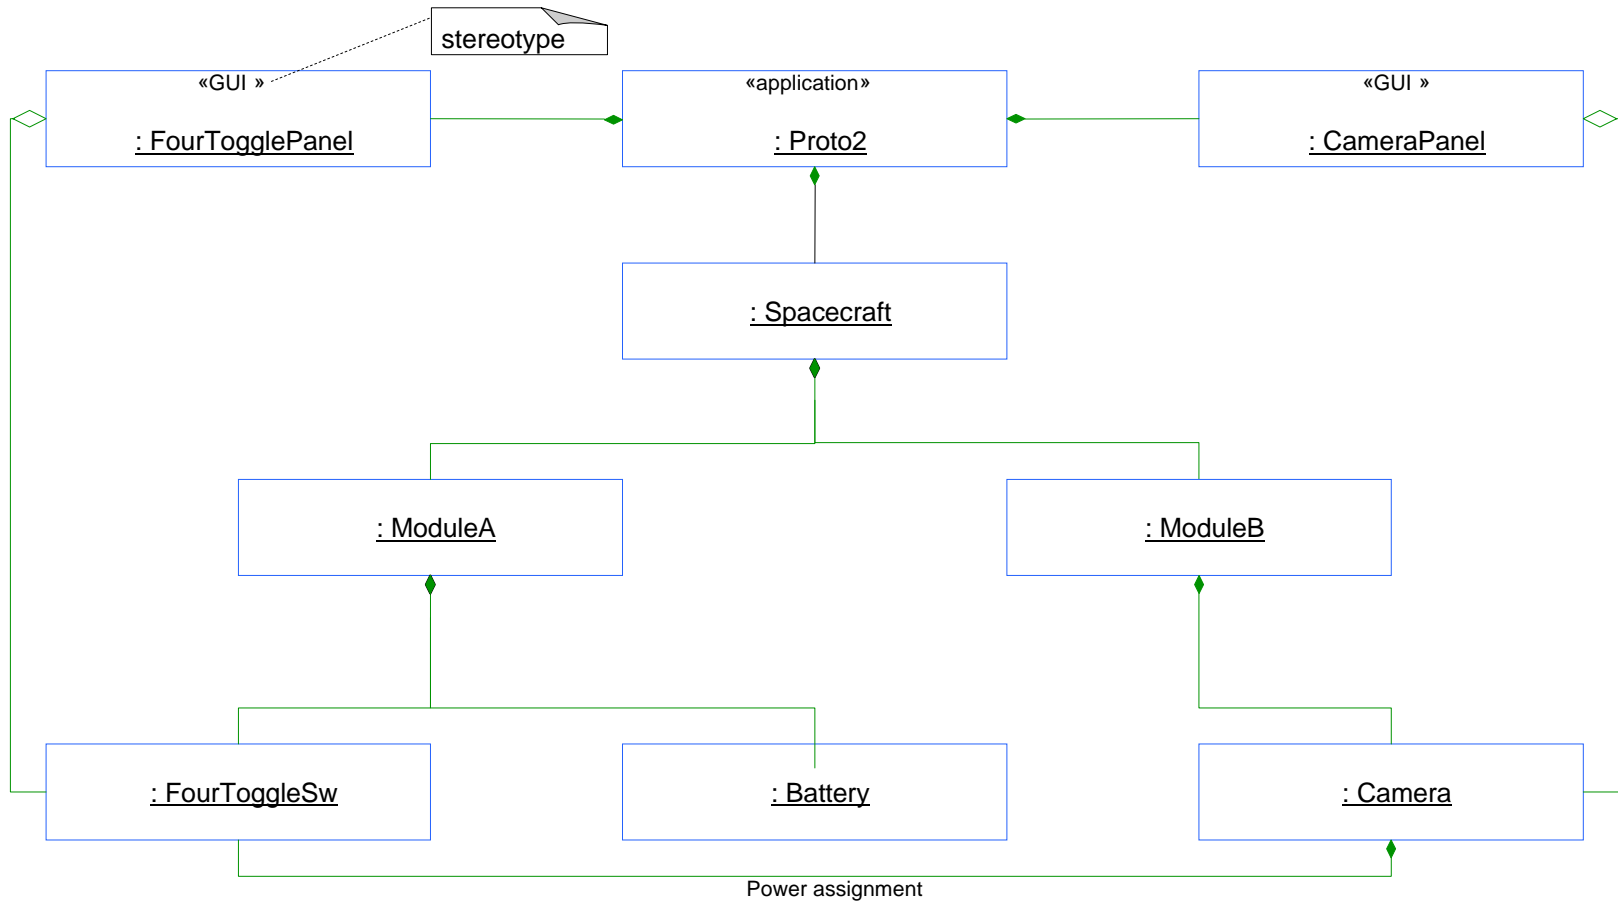 stereotype
«GUI »
«application»
«GUI »
: FourTogglePanel
: Proto2
: CameraPanel
: Spacecraft
: ModuleA
: ModuleB
: FourToggleSw
: Battery
: Camera
Power assignment